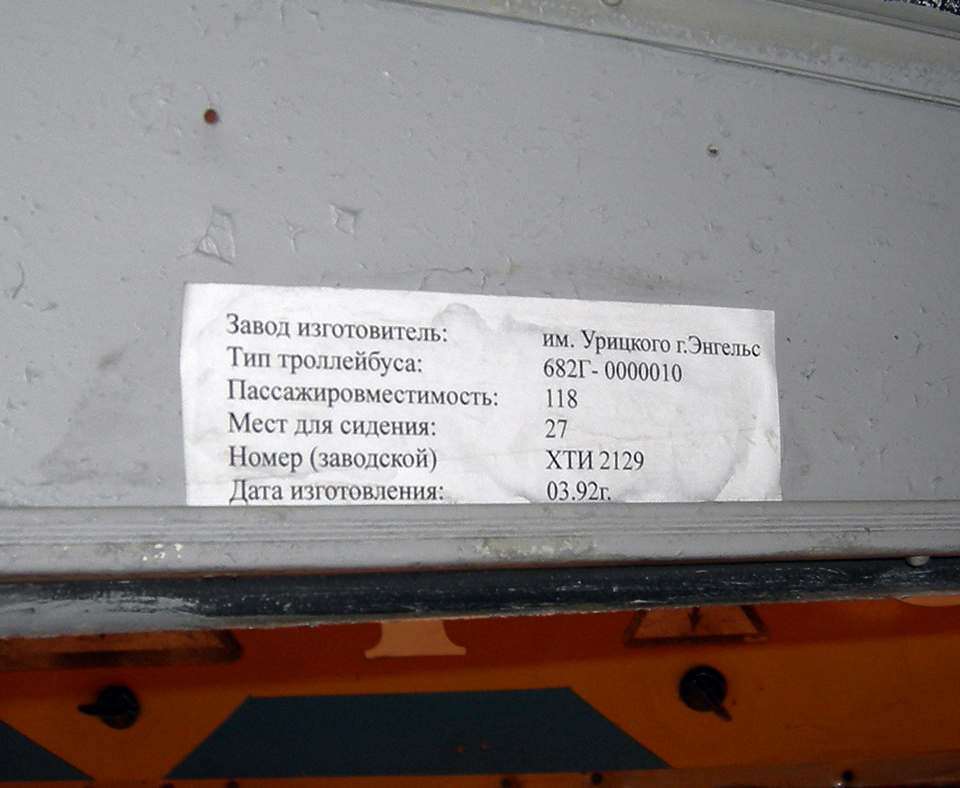 Завод изготовитель: им. Урицкого г.Энгельс
Тип троллейбуса: 682Г- 0000010
Пассажировместимость: 118
Мест для сидения: 27
Номер (заводской) ХТИ 2129
Дата изготовления: 03.92г.